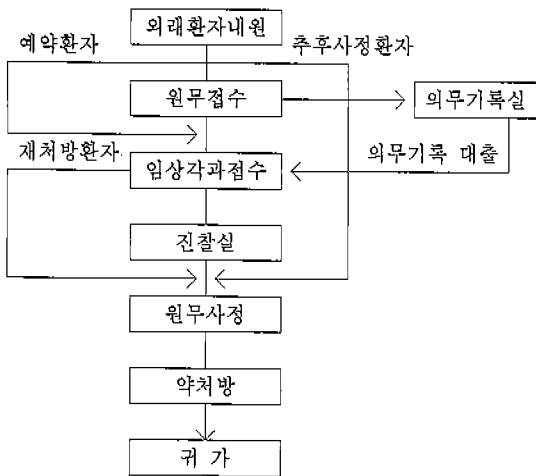 외래환자내원
예약환자
추후사정환자
원무접수
의무기록실
재처방환자
임상각과접수
의무기록 대출
진찰실
원무사정
약처방
귀 가